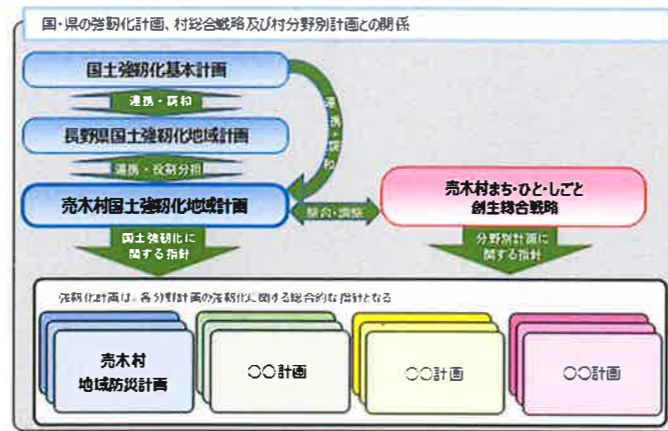 国・県の強靭化計画、村総合戦略及び村分野別計画との関係
国土強靭化基本計画
連携・調和
長野県国土強靭化地域計画
連携・役割分担
連携・調和
売木村国土強靭化地域計画
整合・調整
売木村まち・ひと・しごと
創生総合戦略
国土強靭化に
関する指針
分野別計画に
関する指針
強靭化計画は、各分野計画の強靭化に関する総合的な指針となる
売木村
地域防災計画
〇〇計画
〇〇計画
〇〇計画